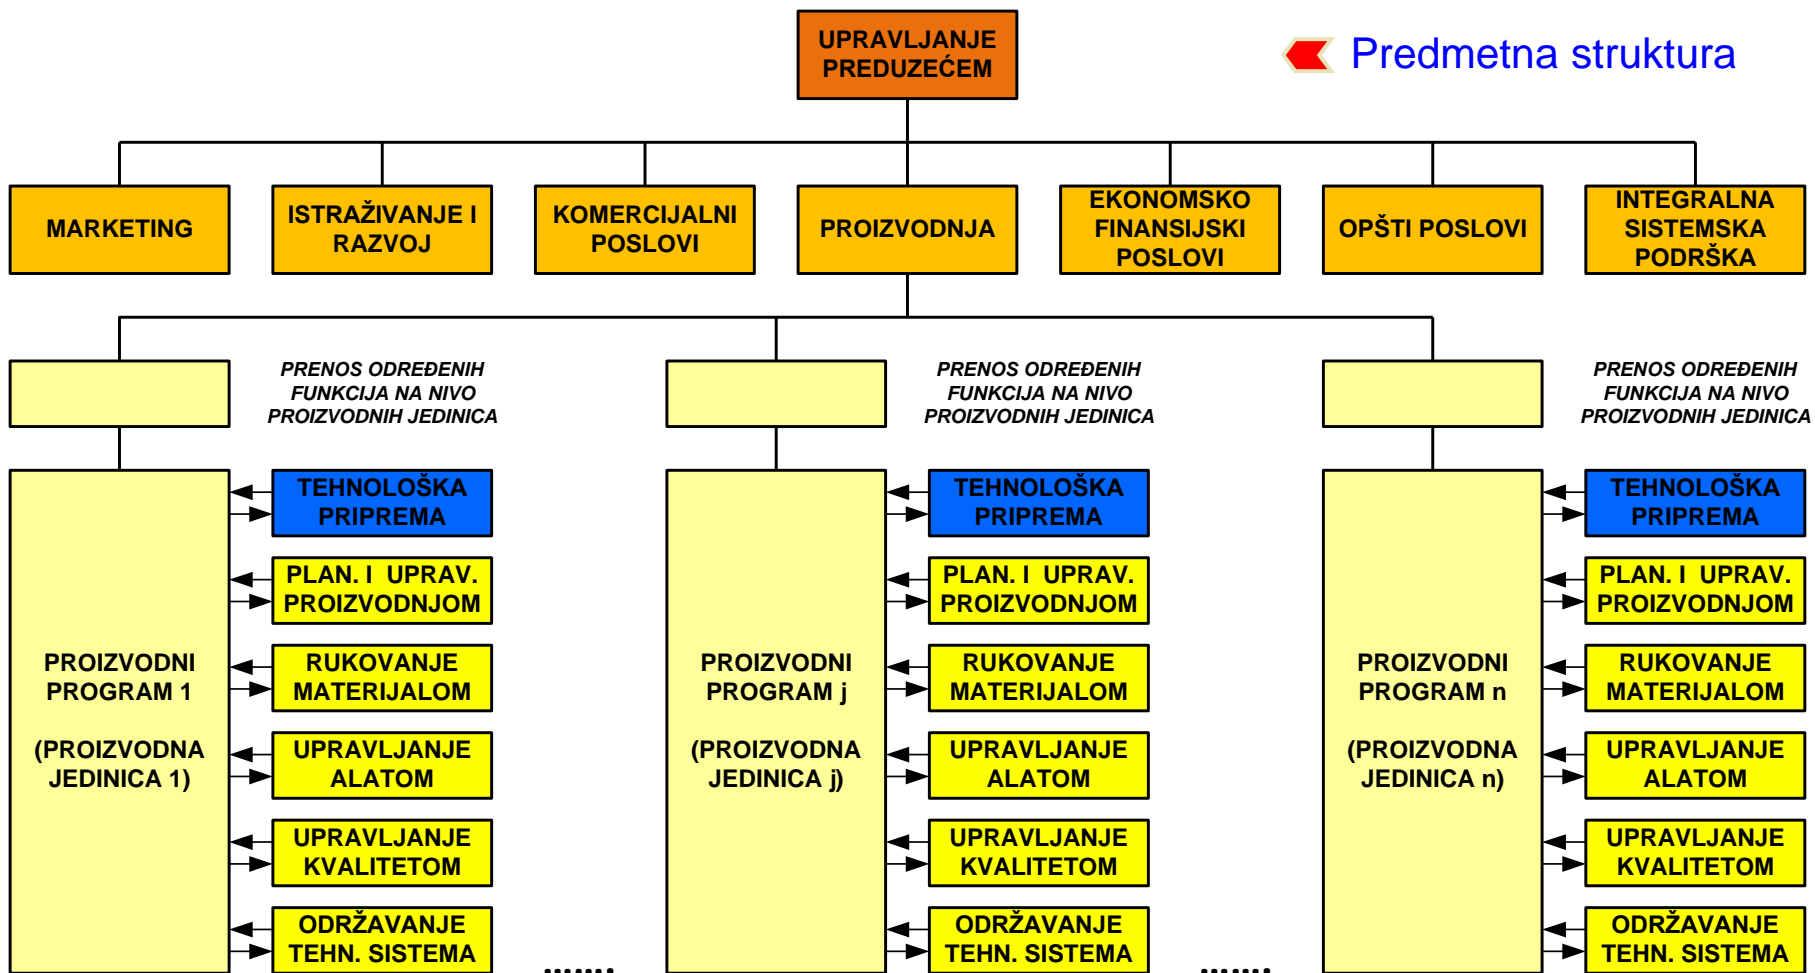 UPRAVLJANJE
PREDUZEĆEM
Predmetna struktura
MARKETING
ISTRAŽIVANJE I
RAZVOJ
KOMERCIJALNI
POSLOVI
PROIZVODNJA
EKONOMSKO
FINANSIJSKI
POSLOVI
OPŠTI POSLOVI
INTEGRALNA
SISTEMSKA
PODRŠKA
PRENOS ODREĐENIH
FUNKCIJA NA NIVO
PROIZVODNIH JEDINICA
PROIZVODNI
PROGRAM 1
(PROIZVODNA
JEDINICA 1)
TEHNOLOŠKA
PRIPREMA
PLAN. I UPRAV.
PROIZVODNJOM
RUKOVANJE
MATERIJALOM
UPRAVLJANJE
ALATOM
UPRAVLJANJE
KVALITETOM
ODRŽAVANJE
TEHN. SISTEMA
.......
PRENOS ODREĐENIH
FUNKCIJA NA NIVO
PROIZVODNIH JEDINICA
PROIZVODNI
PROGRAM j
(PROIZVODNA
JEDINICA j)
TEHNOLOŠKA
PRIPREMA
PLAN. I UPRAV.
PROIZVODNJOM
RUKOVANJE
MATERIJALOM
UPRAVLJANJE
ALATOM
UPRAVLJANJE
KVALITETOM
ODRŽAVANJE
TEHN. SISTEMA
.......
PRENOS ODREĐENIH
FUNKCIJA NA NIVO
PROIZVODNIH JEDINICA
PROIZVODNI
PROGRAM n
(PROIZVODNA
JEDINICA n)
TEHNOLOŠKA
PRIPREMA
PLAN. I UPRAV.
PROIZVODNJOM
RUKOVANJE
MATERIJALOM
UPRAVLJANJE
ALATOM
UPRAVLJANJE
KVALITETOM
ODRŽAVANJE
TEHN. SISTEMA